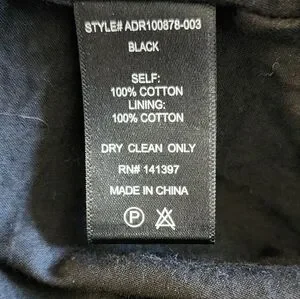 STYLE# ADR100878-003
BLACK
SELF:
100% COTTON
LINING:
100% COTTON
DRY CLEAN ONLY
RN# 141397
MADE IN CHINA
P